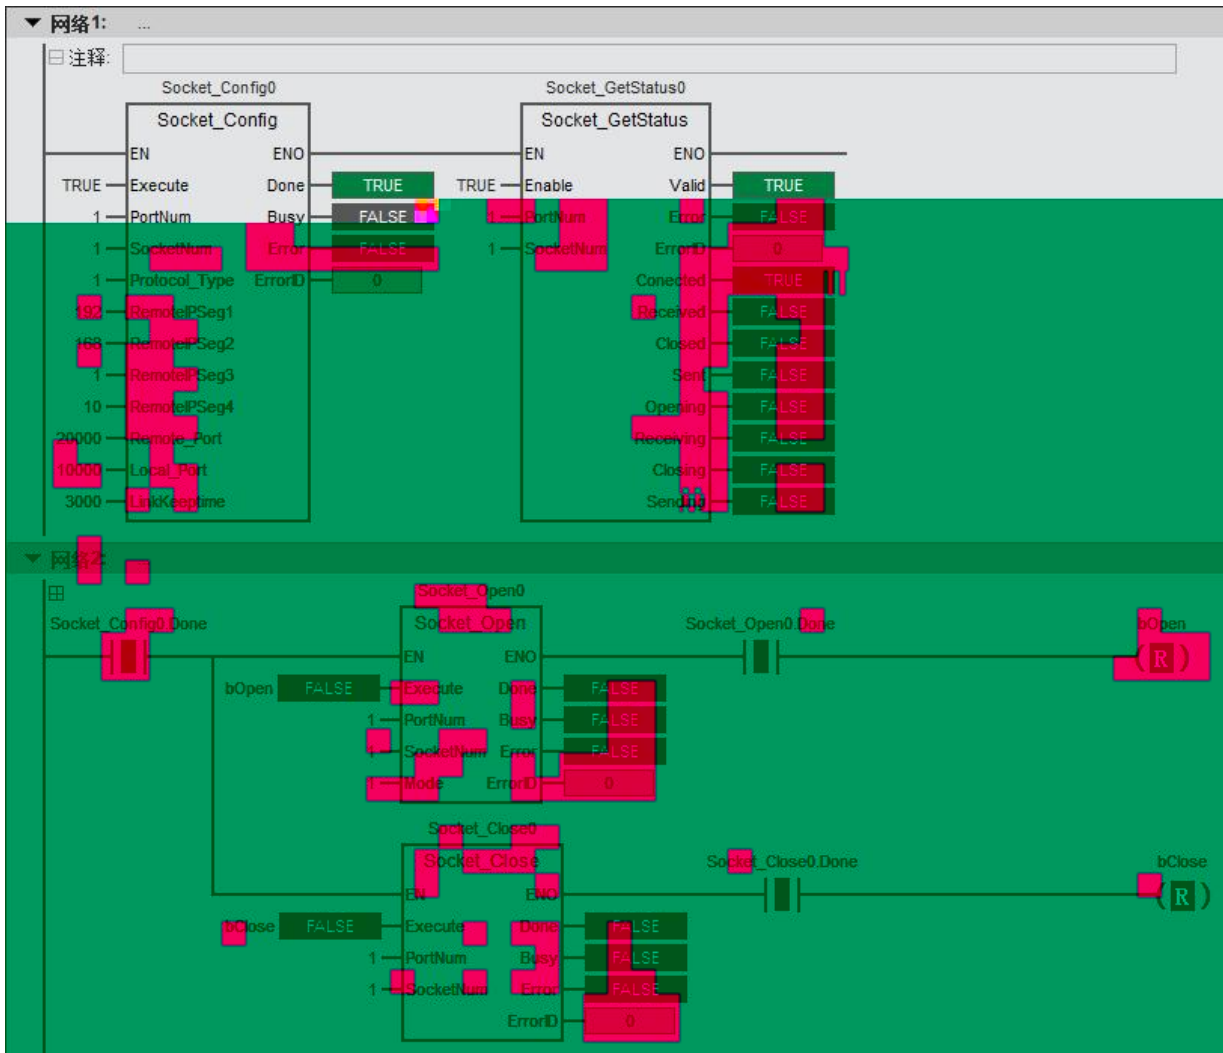 网络1: ...
注释:
Socket_Config0 Socket_GetStatus0
Socket_Config Socket_GetStatus
EN ENO EN ENO
TRUE Execute Done TRUE TRUE Enable Valid TRUE
1 PortNum Busy FALSE 1 PortNum Error FALSE
1 SocketNum Error FALSE 1 SocketNum ErrorID 0
1 Protocol_Type ErrorID 0 Conected TRUE
192 RemoteIPSeg1 Received FALSE
168 RemoteIPSeg2 Closed FALSE
1 RemoteIPSeg3 Sent FALSE
10 RemoteIPSeg4 Opening FALSE
20000 Remote_Port Receiving FALSE
10000 Local_Port Closing FALSE
3000 LinkKeeptime Sending FALSE
网络2:
Socket_Open0
Socket_Config0.Done Socket_Open Socket_Open0.Done bOpen
EN ENO R
bOpen FALSE Execute Done FALSE
1 PortNum Busy FALSE
1 SocketNum Error FALSE
1 Mode ErrorID 0
Socket_Close0
Socket_Close Socket_Close0.Done bClose
EN ENO R
bClose FALSE Execute Done FALSE
1 PortNum Busy FALSE
1 SocketNum Error FALSE
ErrorID 0